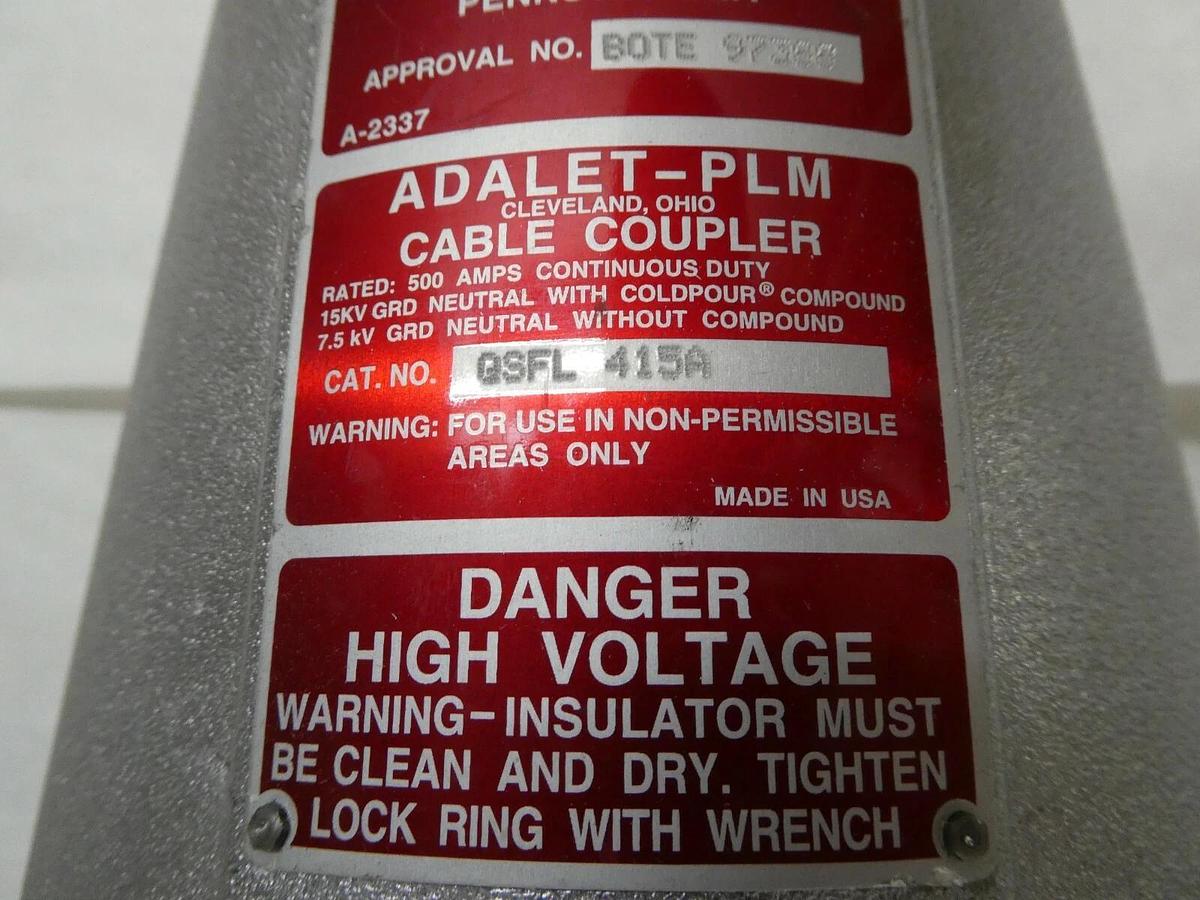 APPROVAL NO. BOTE
A-2337
ADALET-PLM
CLEVELAND, OHIO
CABLE COUPLER
RATED: 500 AMPS CONTINUOUS DUTY
15KV GRD NEUTRAL WITH COLDPOUR® COMPOUND
7.5 kV GRD NEUTRAL WITHOUT COMPOUND
CAT. NO. QSFL 415A
WARNING: FOR USE IN NON-PERMISSIBLE
AREAS ONLY
MADE IN USA
DANGER
HIGH VOLTAGE
WARNING-INSULATOR MUST
BE CLEAN AND DRY. TIGHTEN
LOCK RING WITH WRENCH